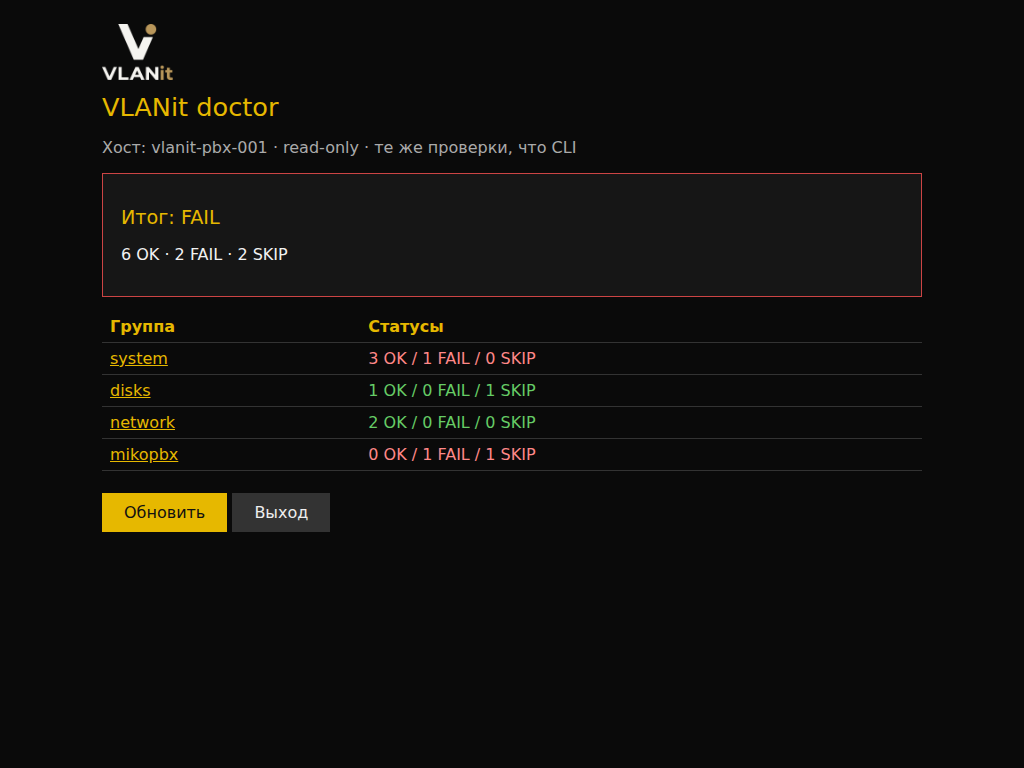 VLANit
VLANit doctor
Хост: vlanit-pbx-001 · read-only · те же проверки, что CLI
Итог: FAIL
6 OK · 2 FAIL · 2 SKIP
Группа Статусы
system 3 OK / 1 FAIL / 0 SKIP
disks 1 OK / 0 FAIL / 1 SKIP
network 2 OK / 0 FAIL / 0 SKIP
mikopbx 0 OK / 1 FAIL / 1 SKIP
Обновить Выход